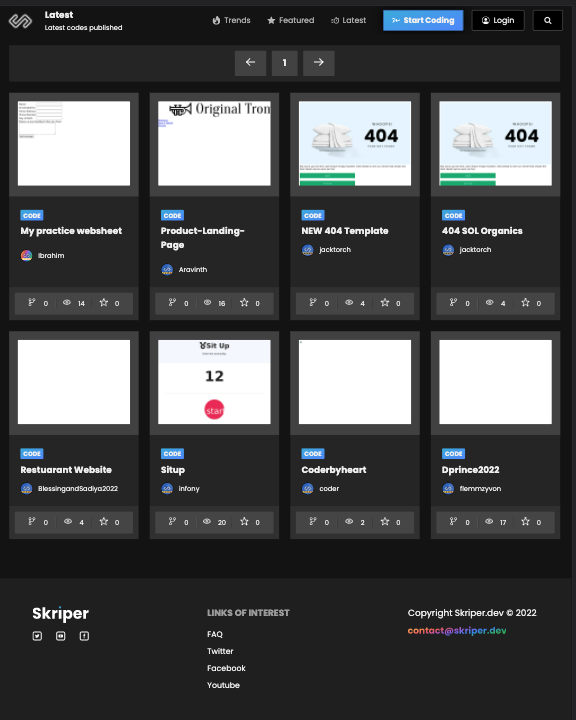 Latest
Latest codes published
Trends
Featured
Latest
Start Coding
Login
1
Original Trom
404
404
CODE
My practice websheet
Ibrahim
0 14 0
CODE
Product-Landing-
Page
Aravinth
0 16 0
CODE
NEW 404 Template
jacktorch
0 4 0
CODE
404 SOL Organics
jacktorch
0 4 0
Sit Up
12
star
CODE
Restuarant Website
BlessingandSadiya2022
0 4 0
CODE
Situp
infony
0 20 0
CODE
Coderbyheart
coder
0 2 0
CODE
Dprince2022
flemmzyvon
0 17 0
Skriper
LINKS OF INTEREST
FAQ
Twitter
Facebook
Youtube
Copyright Skriper.dev © 2022
contact@skriper.dev